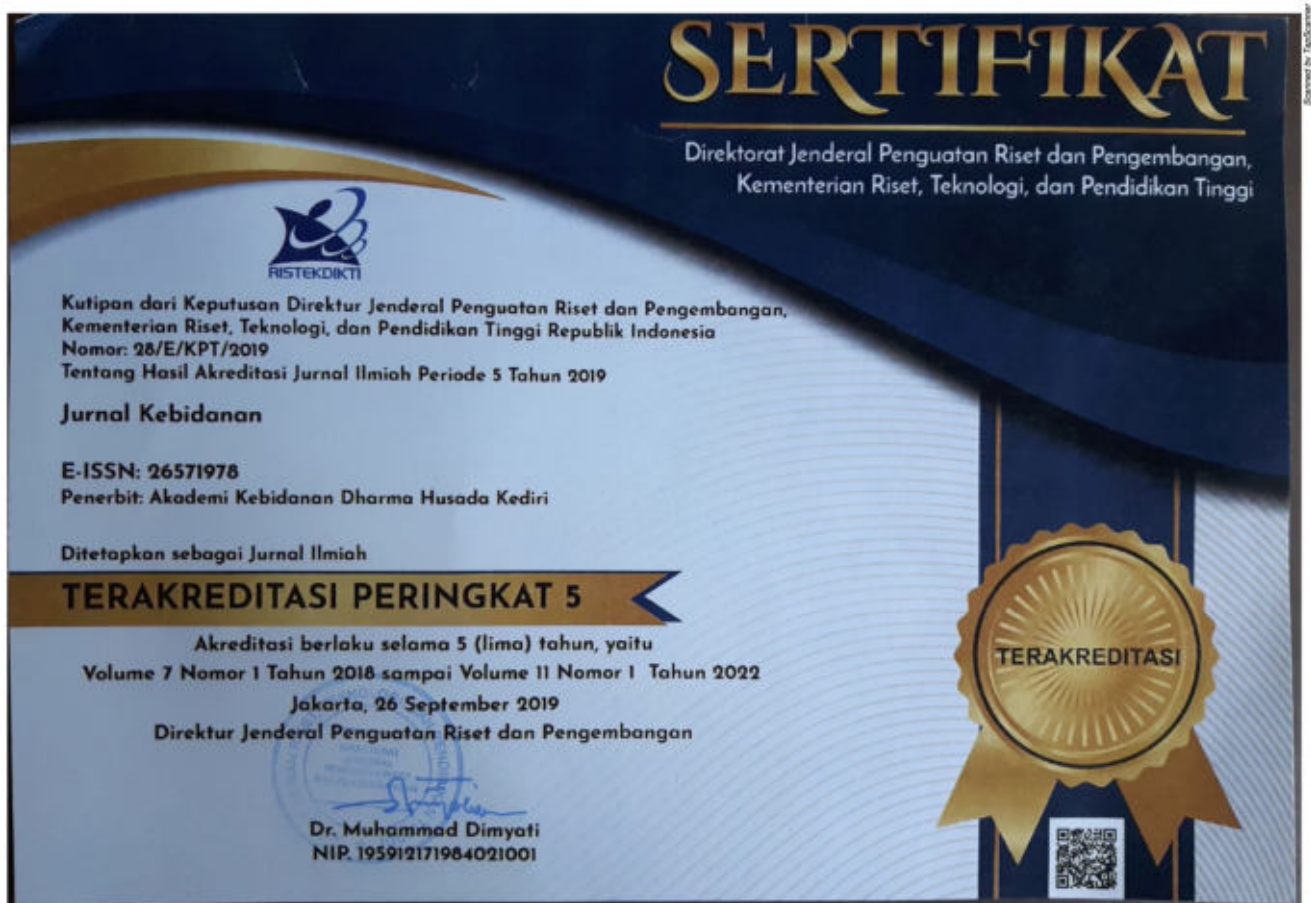 SERTIFIKAT
Direktorat Jenderal Penguatan Riset dan Pengembangan,
Kementerian Riset, Teknologi, dan Pendidikan Tinggi
RISTEKDIKTI
Kutipan dari Keputusan Direktur Jenderal Penguatan Riset dan Pengembangan,
Kementerian Riset, Teknologi, dan Pendidikan Tinggi Republik Indonesia
Nomor: 28/E/KPT/2019
Tentang Hasil Akreditasi Jurnal Ilmiah Periode 5 Tahun 2019
Jurnal Kebidanan
E-ISSN: 26571978
Penerbit: Akademi Kebidanan Dharma Husada Kediri
Ditetapkan sebagai Jurnal Ilmiah
TERAKREDITASI PERINGKAT 5
Akreditasi berlaku selama 5 (lima) tahun, yaitu
Volume 7 Nomor 1 Tahun 2018 sampai Volume 11 Nomor 1 Tahun 2022
Jakarta, 26 September 2019
Direktur Jenderal Penguatan Riset dan Pengembangan
Dr. Muhammad Dimyati
NIP. 195912171984021001
TERAKREDITASI
Scanned by TapScanner